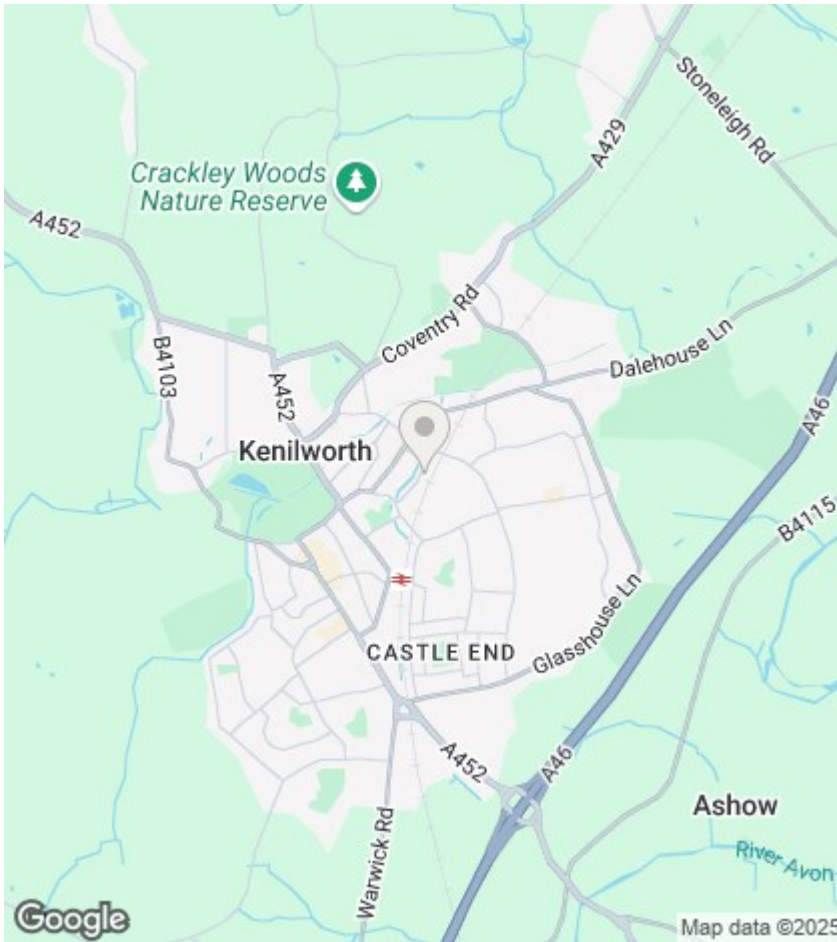 Stoneleigh Rd
A429
Crackley Woods
Nature Reserve
A452
Coventry Rd
Dalehouse Ln
B4103
A452
A46
Kenilworth
B4115
Glasshouse Ln
CASTLE END
A452
A46
Ashow
Warwick Rd
River Avon
Google
Map data ©2025